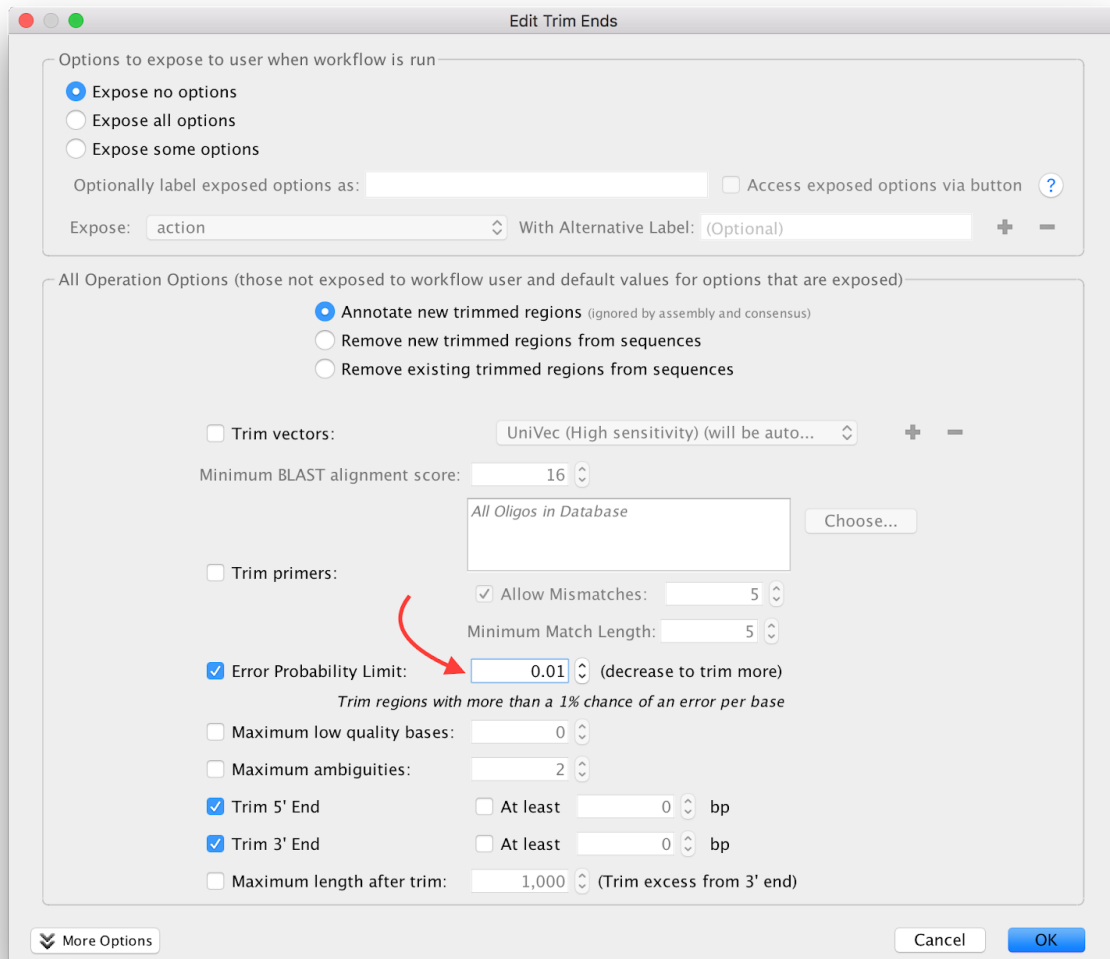 Edit Trim Ends
Options to expose to user when workflow is run
Expose no options
Expose all options
Expose some options
Optionally label exposed options as: Access exposed options via button ?
Expose: action With Alternative Label: (Optional)
All Operation Options (those not exposed to workflow user and default values for options that are exposed)
Annotate new trimmed regions (ignored by assembly and consensus)
Remove new trimmed regions from sequences
Remove existing trimmed regions from sequences
Trim vectors: UniVec (High sensitivity) (will be auto...
Minimum BLAST alignment score: 16
All Oligos in Database Choose...
Trim primers:
Allow Mismatches: 5
Minimum Match Length: 5
Error Probability Limit: 0.01 (decrease to trim more)
Trim regions with more than a 1% chance of an error per base
Maximum low quality bases: 0
Maximum ambiguities: 2
Trim 5' End At least 0 bp
Trim 3' End At least 0 bp
Maximum length after trim: 1,000 (Trim excess from 3' end)
More Options Cancel OK